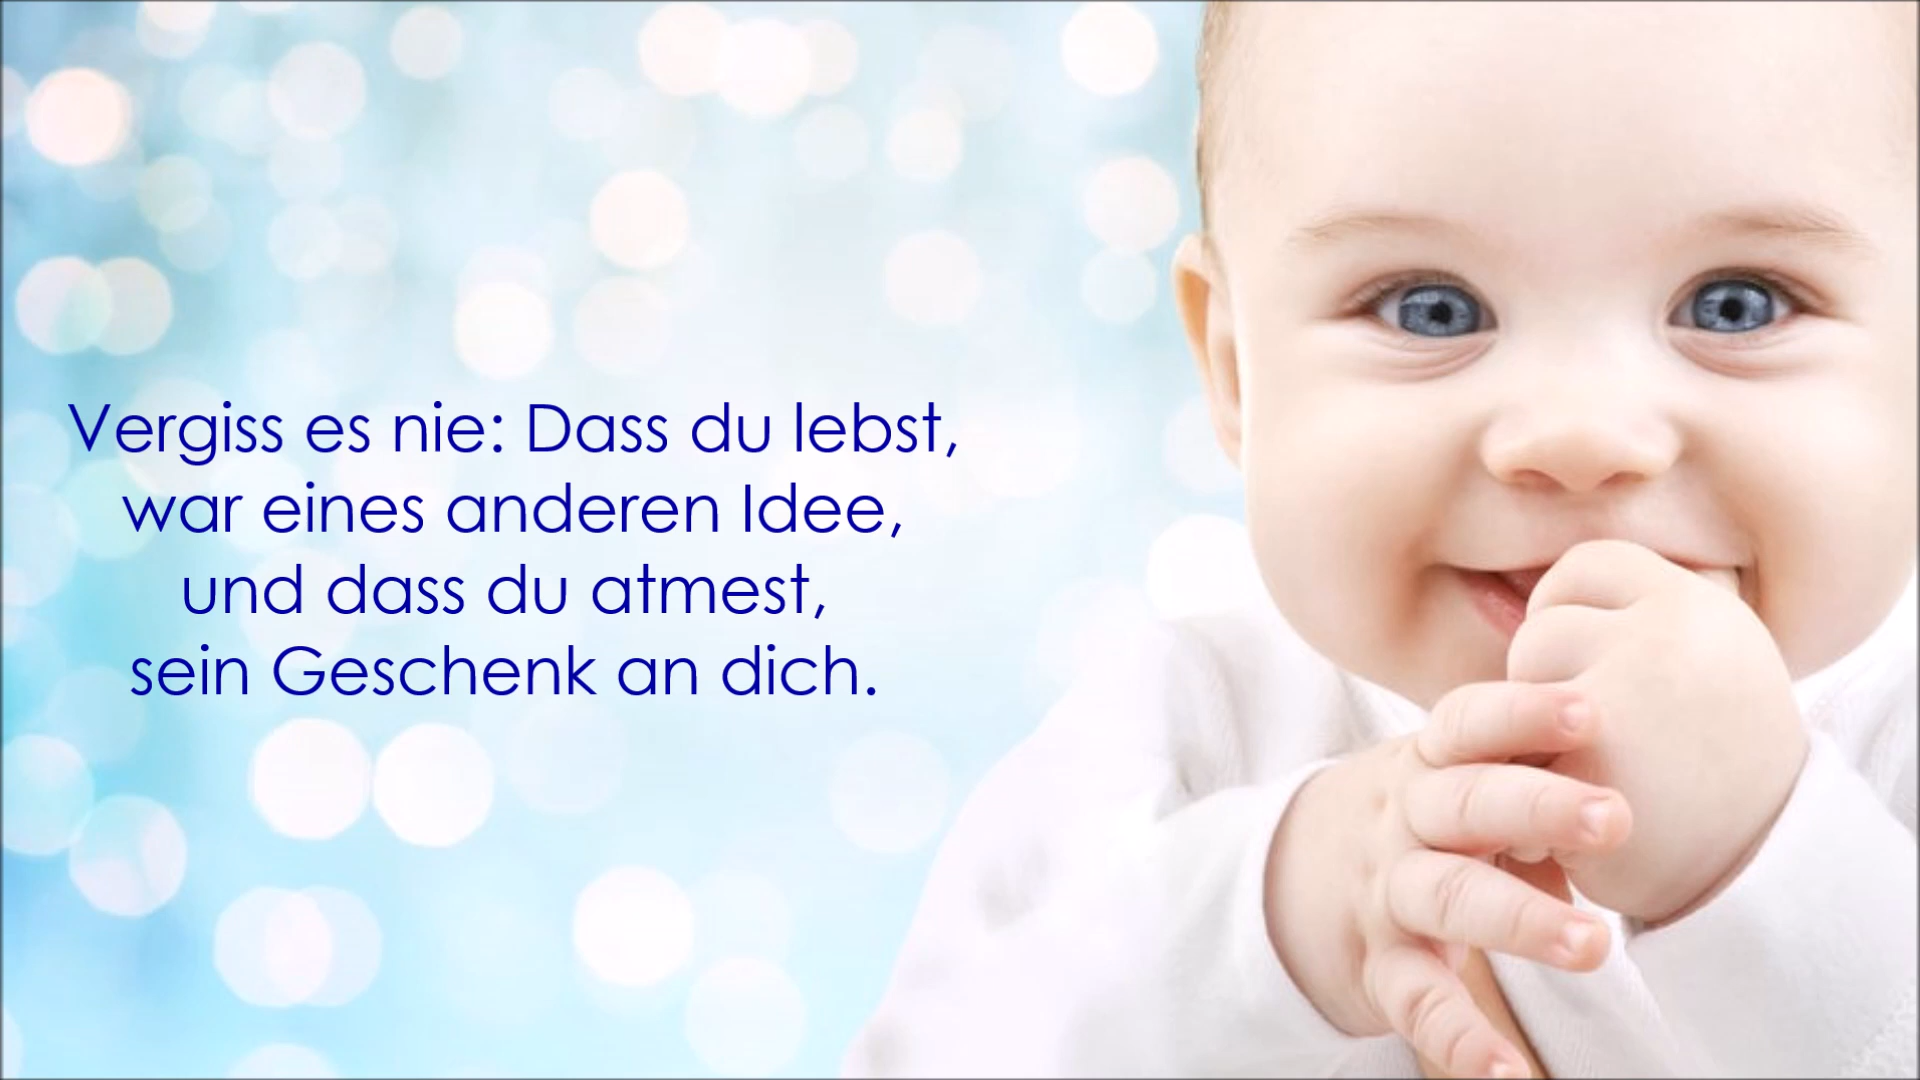 Vergiss es nie: Dass du lebst,
war eines anderen Idee,
und dass du atmest,
sein Geschenk an dich.